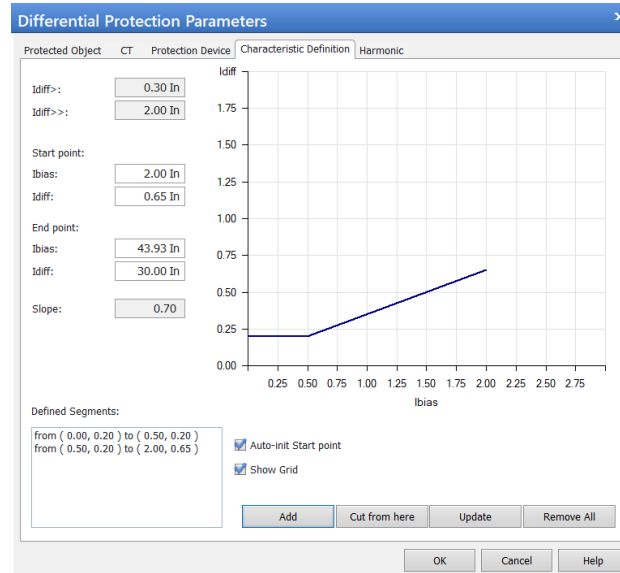 Differential Protection Parameters x
Protected Object CT Protection Device Characteristic Definition Harmonic
Idiff>: 0.30 In
Idiff>>: 2.00 In
Start point:
Ibias: 2.00 In
Idiff: 0.65 In
End point:
Ibias: 43.93 In
Idiff: 30.00 In
Slope: 0.70
Idiff
1.75
1.50
1.25
1.00
0.75
0.50
0.25
0.00
0.25 0.50 0.75 1.00 1.25 1.50 1.75 2.00 2.25 2.50 2.75
Ibias
Defined Segments:
from ( 0.00, 0.20 ) to ( 0.50, 0.20 )
from ( 0.50, 0.20 ) to ( 2.00, 0.65 )
Auto-init Start point
Show Grid
Add Cut from here Update Remove All
OK Cancel Help